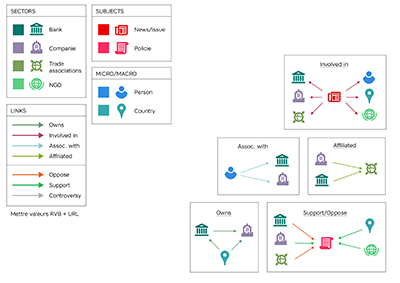 SECTORS
Bank
Companie
Trade
associations
NGO
SUBJECTS
News/issue
Policie
MICRO/MACRO
Person
Country
LINKS
Owns
Involved in
Assoc. with
Affiliated
Oppose
Support
Controversy
Mettre valeurs RVB + URL
Involved in
Assoc. with
Affiliated
Owns
Support/Oppose